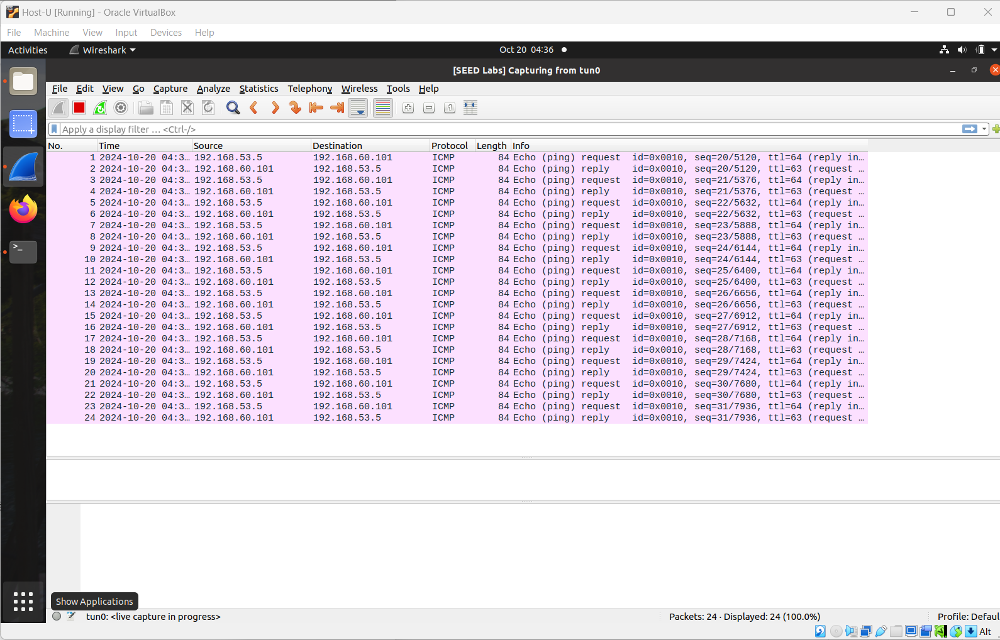 Host-U [Running] - Oracle VirtualBox
File Machine View Input Devices Help
Activities Wireshark Oct 20 04:36
[SEED Labs] Capturing from tun0
File Edit View Go Capture Analyze Statistics Telephony Wireless Tools Help
Apply a display filter … <Ctrl-/>
No. Time Source Destination Protocol Length Info
1 2024-10-20 04:3… 192.168.53.5 192.168.60.101 ICMP 84 Echo (ping) request id=0x0010, seq=20/5120, ttl=64 (reply in…
2 2024-10-20 04:3… 192.168.60.101 192.168.53.5 ICMP 84 Echo (ping) reply id=0x0010, seq=20/5120, ttl=63 (request …
3 2024-10-20 04:3… 192.168.53.5 192.168.60.101 ICMP 84 Echo (ping) request id=0x0010, seq=21/5376, ttl=64 (reply in…
4 2024-10-20 04:3… 192.168.60.101 192.168.53.5 ICMP 84 Echo (ping) reply id=0x0010, seq=21/5376, ttl=63 (request …
5 2024-10-20 04:3… 192.168.53.5 192.168.60.101 ICMP 84 Echo (ping) request id=0x0010, seq=22/5632, ttl=64 (reply in…
6 2024-10-20 04:3… 192.168.60.101 192.168.53.5 ICMP 84 Echo (ping) reply id=0x0010, seq=22/5632, ttl=63 (request …
7 2024-10-20 04:3… 192.168.53.5 192.168.60.101 ICMP 84 Echo (ping) request id=0x0010, seq=23/5888, ttl=64 (reply in…
8 2024-10-20 04:3… 192.168.60.101 192.168.53.5 ICMP 84 Echo (ping) reply id=0x0010, seq=23/5888, ttl=63 (request …
9 2024-10-20 04:3… 192.168.53.5 192.168.60.101 ICMP 84 Echo (ping) request id=0x0010, seq=24/6144, ttl=64 (reply in…
10 2024-10-20 04:3… 192.168.60.101 192.168.53.5 ICMP 84 Echo (ping) reply id=0x0010, seq=24/6144, ttl=63 (request …
11 2024-10-20 04:3… 192.168.53.5 192.168.60.101 ICMP 84 Echo (ping) request id=0x0010, seq=25/6400, ttl=64 (reply in…
12 2024-10-20 04:3… 192.168.60.101 192.168.53.5 ICMP 84 Echo (ping) reply id=0x0010, seq=25/6400, ttl=63 (request …
13 2024-10-20 04:3… 192.168.53.5 192.168.60.101 ICMP 84 Echo (ping) request id=0x0010, seq=26/6656, ttl=64 (reply in…
14 2024-10-20 04:3… 192.168.60.101 192.168.53.5 ICMP 84 Echo (ping) reply id=0x0010, seq=26/6656, ttl=63 (request …
15 2024-10-20 04:3… 192.168.53.5 192.168.60.101 ICMP 84 Echo (ping) request id=0x0010, seq=27/6912, ttl=64 (reply in…
16 2024-10-20 04:3… 192.168.60.101 192.168.53.5 ICMP 84 Echo (ping) reply id=0x0010, seq=27/6912, ttl=63 (request …
17 2024-10-20 04:3… 192.168.53.5 192.168.60.101 ICMP 84 Echo (ping) request id=0x0010, seq=28/7168, ttl=64 (reply in…
18 2024-10-20 04:3… 192.168.60.101 192.168.53.5 ICMP 84 Echo (ping) reply id=0x0010, seq=28/7168, ttl=63 (request …
19 2024-10-20 04:3… 192.168.53.5 192.168.60.101 ICMP 84 Echo (ping) request id=0x0010, seq=29/7424, ttl=64 (reply in…
20 2024-10-20 04:3… 192.168.60.101 192.168.53.5 ICMP 84 Echo (ping) reply id=0x0010, seq=29/7424, ttl=63 (request …
21 2024-10-20 04:3… 192.168.53.5 192.168.60.101 ICMP 84 Echo (ping) request id=0x0010, seq=30/7680, ttl=64 (reply in…
22 2024-10-20 04:3… 192.168.60.101 192.168.53.5 ICMP 84 Echo (ping) reply id=0x0010, seq=30/7680, ttl=63 (request …
23 2024-10-20 04:3… 192.168.53.5 192.168.60.101 ICMP 84 Echo (ping) request id=0x0010, seq=31/7936, ttl=64 (reply in…
24 2024-10-20 04:3… 192.168.60.101 192.168.53.5 ICMP 84 Echo (ping) reply id=0x0010, seq=31/7936, ttl=63 (request …
Show Applications
tun0: <live capture in progress> Packets: 24 · Displayed: 24 (100.0%) Profile: Defaul
Alt